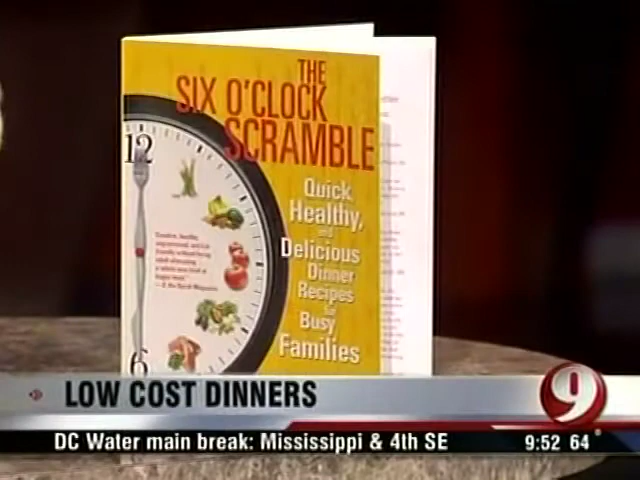 THE
SIX O'CLOCK
SCRAMBLE
12
Quick,
Healthy,
and
Delicious
Dinner
Recipes
for
Busy
Families
6
LOW COST DINNERS
9
DC Water main break: Mississippi & 4th SE
9:52 64°